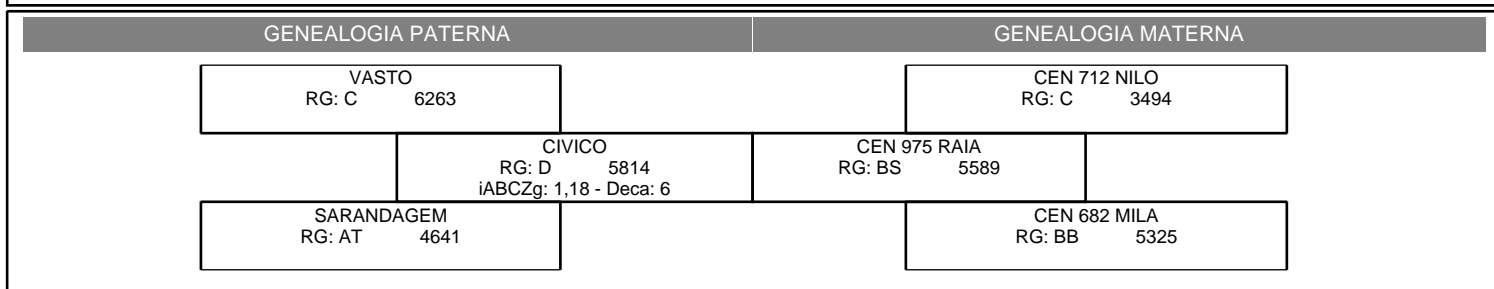 GENEALOGIA PATERNA
GENEALOGIA MATERNA
VASTO
RG: C 6263
CEN 712 NILO
RG: C 3494
CIVICO
RG: D 5814
iABCZg: 1,18 - Deca: 6
CEN 975 RAIA
RG: BS 5589
SARANDAGEM
RG: AT 4641
CEN 682 MILA
RG: BB 5325